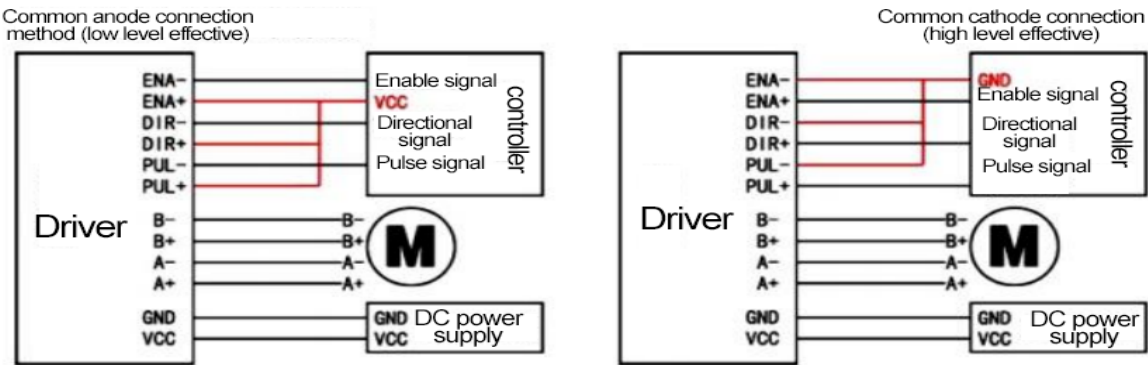 Common anode connection
method (low level effective)
ENA-
ENA+
DIR-
DIR+
PUL-
PUL+
Driver
B-
B+
A-
A+
GND
VCC
Enable signal
VCC
Directional
signal
Pulse signal
controller
B-
B+
A-
A+
M
GND
VCC
DC power
supply
Common cathode connection
(high level effective)
ENA-
ENA+
DIR-
DIR+
PUL-
PUL+
Driver
B-
B+
A-
A+
GND
VCC
GND
Enable signal
Directional
signal
Pulse signal
controller
B-
B+
A-
A+
M
GND
VCC
DC power
supply